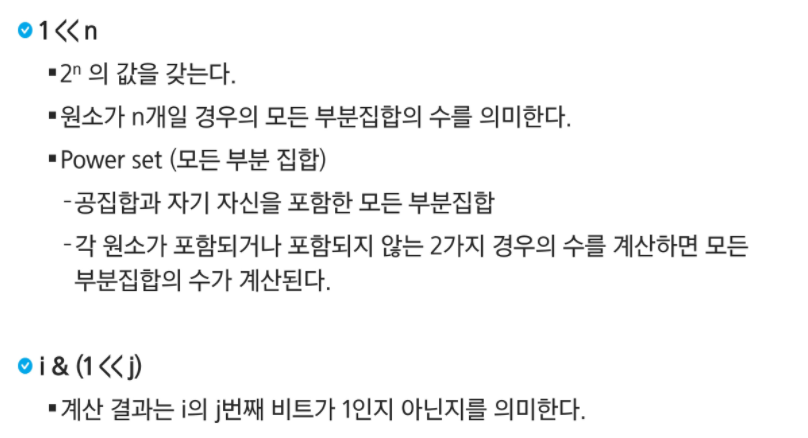 1<<n
▪2ⁿ 의 값을 갖는다.
▪원소가 n개일 경우의 모든 부분집합의 수를 의미한다.
▪Power set (모든 부분 집합)
-공집합과 자기 자신을 포함한 모든 부분집합
-각 원소가 포함되거나 포함되지 않는 2가지 경우의 수를 계산하면 모든
부분집합의 수가 계산된다.
i & (1<<j)
▪계산 결과는 i의 j번째 비트가 1인지 아닌지를 의미한다.